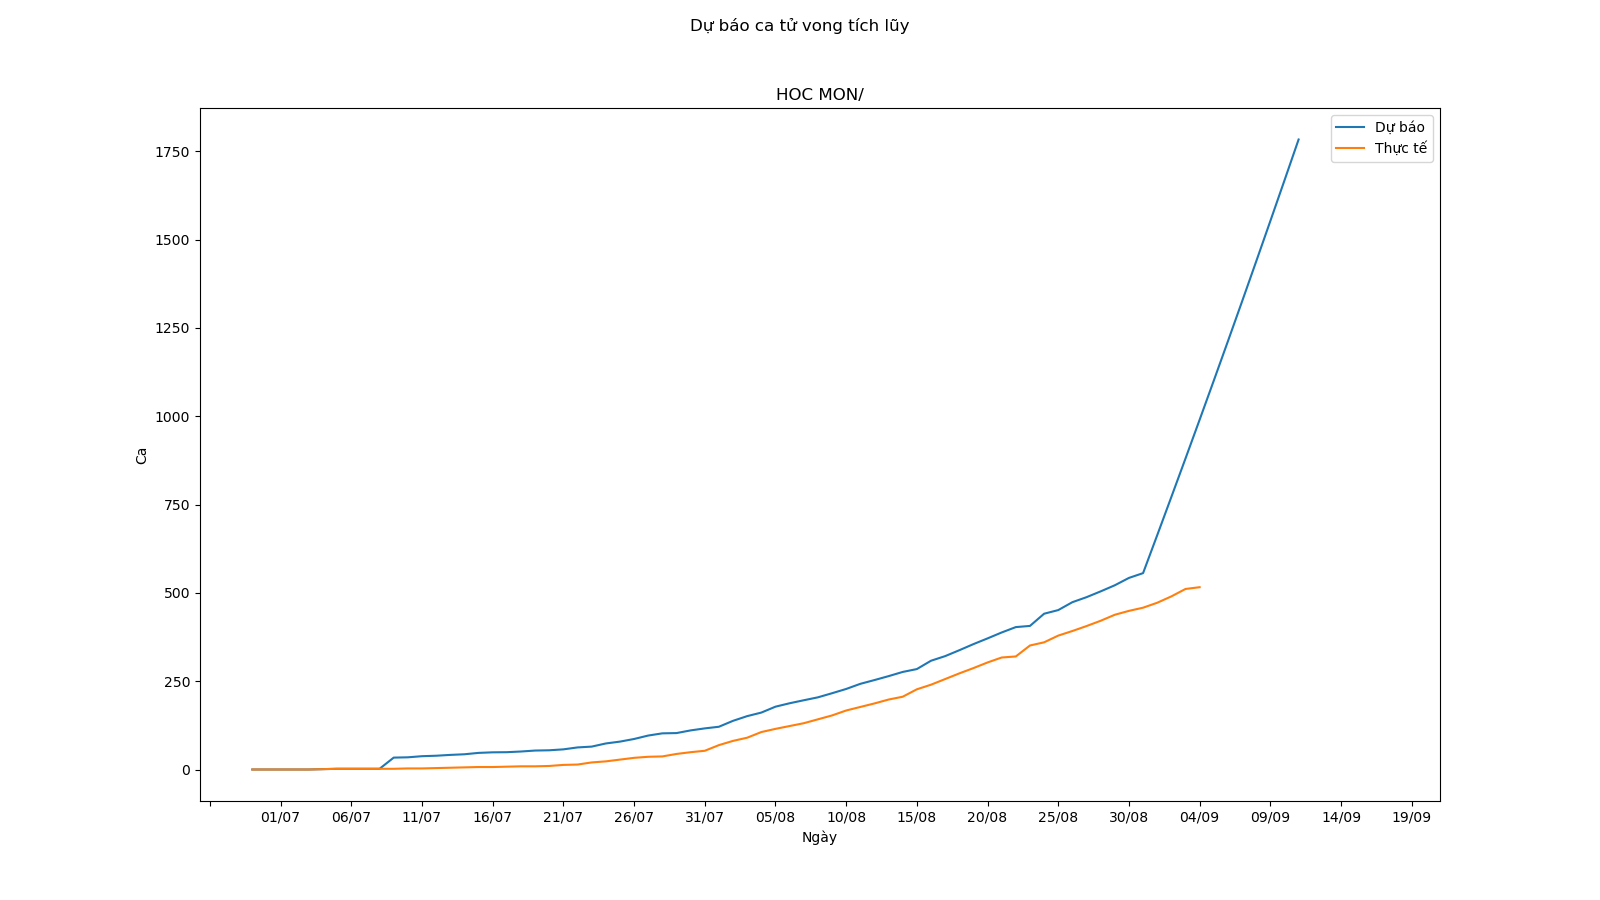 Dự báo ca tử vong tích lũy
HOC MON/
Dự báo
Thực tế
1750
1500
1250
1000
750
500
250
0
Ca
01/07 06/07 11/07 16/07 21/07 26/07 31/07 05/08 10/08 15/08 20/08 25/08 30/08 04/09 09/09 14/09 19/09
Ngày